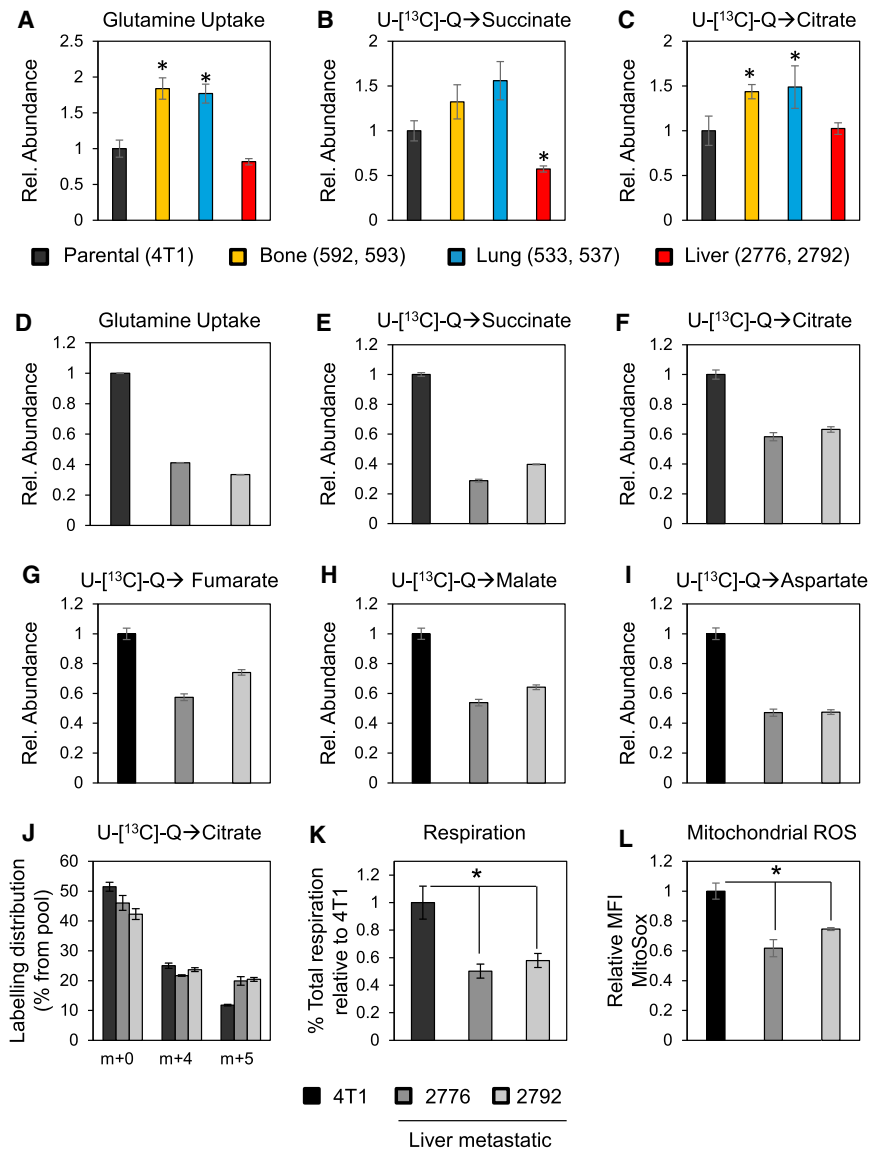 A Glutamine Uptake
Rel. Abundance
2.5
2
1.5
1
0.5
0
*
*
B U-[¹³C]-Q→Succinate
Rel. Abundance
2
1.5
1
0.5
0
*
C U-[¹³C]-Q→Citrate
Rel. Abundance
2
1.5
1
0.5
0
*
*
Parental (4T1) Bone (592, 593) Lung (533, 537) Liver (2776, 2792)
D Glutamine Uptake
Rel. Abundance
1.2
1
0.8
0.6
0.4
0.2
0
E U-[¹³C]-Q→Succinate
Rel. Abundance
1.2
1
0.8
0.6
0.4
0.2
0
F U-[¹³C]-Q→Citrate
Rel. Abundance
1.2
1
0.8
0.6
0.4
0.2
0
G U-[¹³C]-Q→ Fumarate
Rel. Abundance
1.2
1
0.8
0.6
0.4
0.2
0
H U-[¹³C]-Q→Malate
Rel. Abundance
1.2
1
0.8
0.6
0.4
0.2
0
I U-[¹³C]-Q→Aspartate
Rel. Abundance
1.2
1
0.8
0.6
0.4
0.2
0
J U-[¹³C]-Q→Citrate
Labelling distribution
(% from pool)
60
50
40
30
20
10
0
m+0 m+4 m+5
K Respiration
% Total respiration
relative to 4T1
1.2
1
0.8
0.6
0.4
0.2
0
*
L Mitochondrial ROS
Relative MFI
MitoSox
1.2
1
0.8
0.6
0.4
0.2
0
*
4T1 2776 2792
Liver metastatic